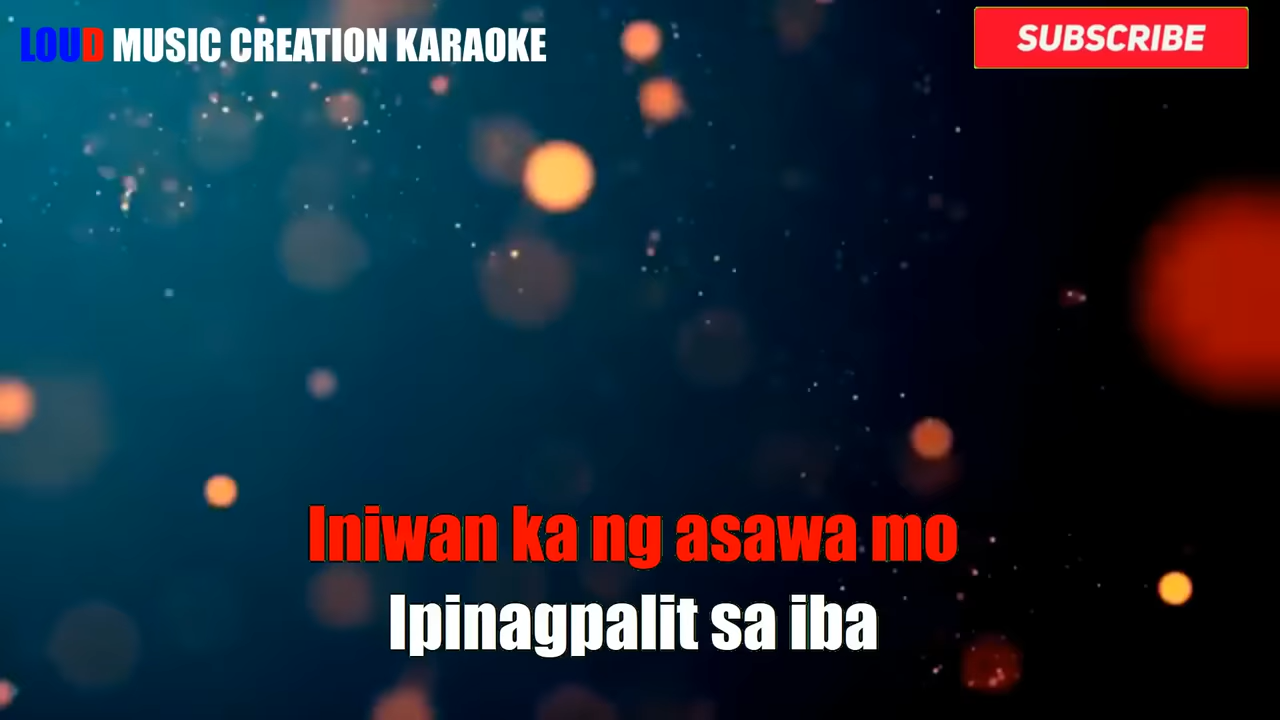 LOUD MUSIC CREATION KARAOKE
SUBSCRIBE
Iniwan ka ng asawa mo
Ipinagpalit sa iba